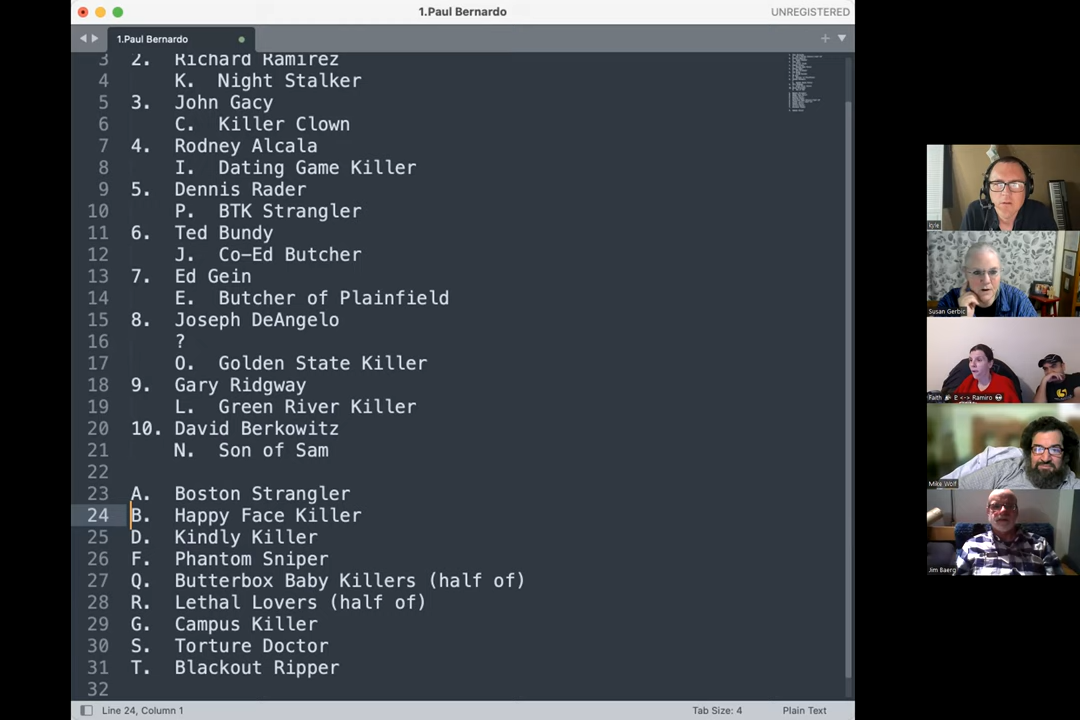 1.Paul Bernardo
UNREGISTERED
1.Paul Bernardo
3 2. Richard Ramirez
4 K. Night Stalker
5 3. John Gacy
6 C. Killer Clown
7 4. Rodney Alcala
8 I. Dating Game Killer
9 5. Dennis Rader
10 P. BTK Strangler
11 6. Ted Bundy
12 J. Co-Ed Butcher
13 7. Ed Gein
14 E. Butcher of Plainfield
15 8. Joseph DeAngelo
16 ?
17 O. Golden State Killer
18 9. Gary Ridgway
19 L. Green River Killer
20 10. David Berkowitz
21 N. Son of Sam
22
23 A. Boston Strangler
24 B. Happy Face Killer
25 D. Kindly Killer
26 F. Phantom Sniper
27 Q. Butterbox Baby Killers (half of)
28 R. Lethal Lovers (half of)
29 G. Campus Killer
30 S. Torture Doctor
31 T. Blackout Ripper
32
Line 24, Column 1
Tab Size: 4
Plain Text
kyle
Susan Gerbic
Faith E <-> Ramiro
Mike Wolf
Jim Baerg